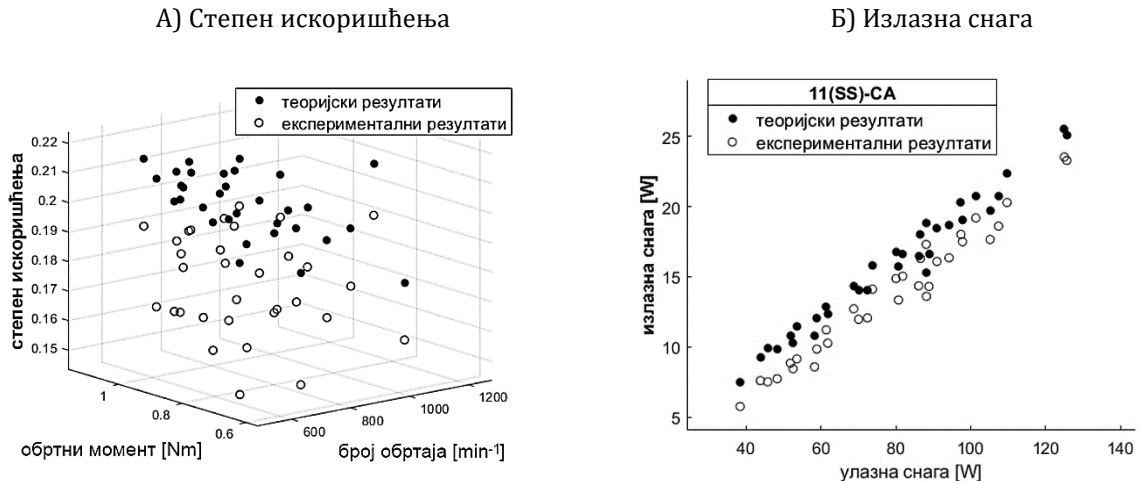 А) Степен искоришћења
теоријски резултати
експериментални резултати
степен искоришћења
0.22
0.21
0.2
0.19
0.18
0.17
0.16
0.15
1
0.8
0.6
600
800
1000
1200
обртни момент [Nm]
број обртаја [min-1]
Б) Излазна снага
11(SS)-CA
теоријски резултати
експериментални резултати
излазна снага [W]
25
20
15
10
5
40
60
80
100
120
140
улазна снага [W]